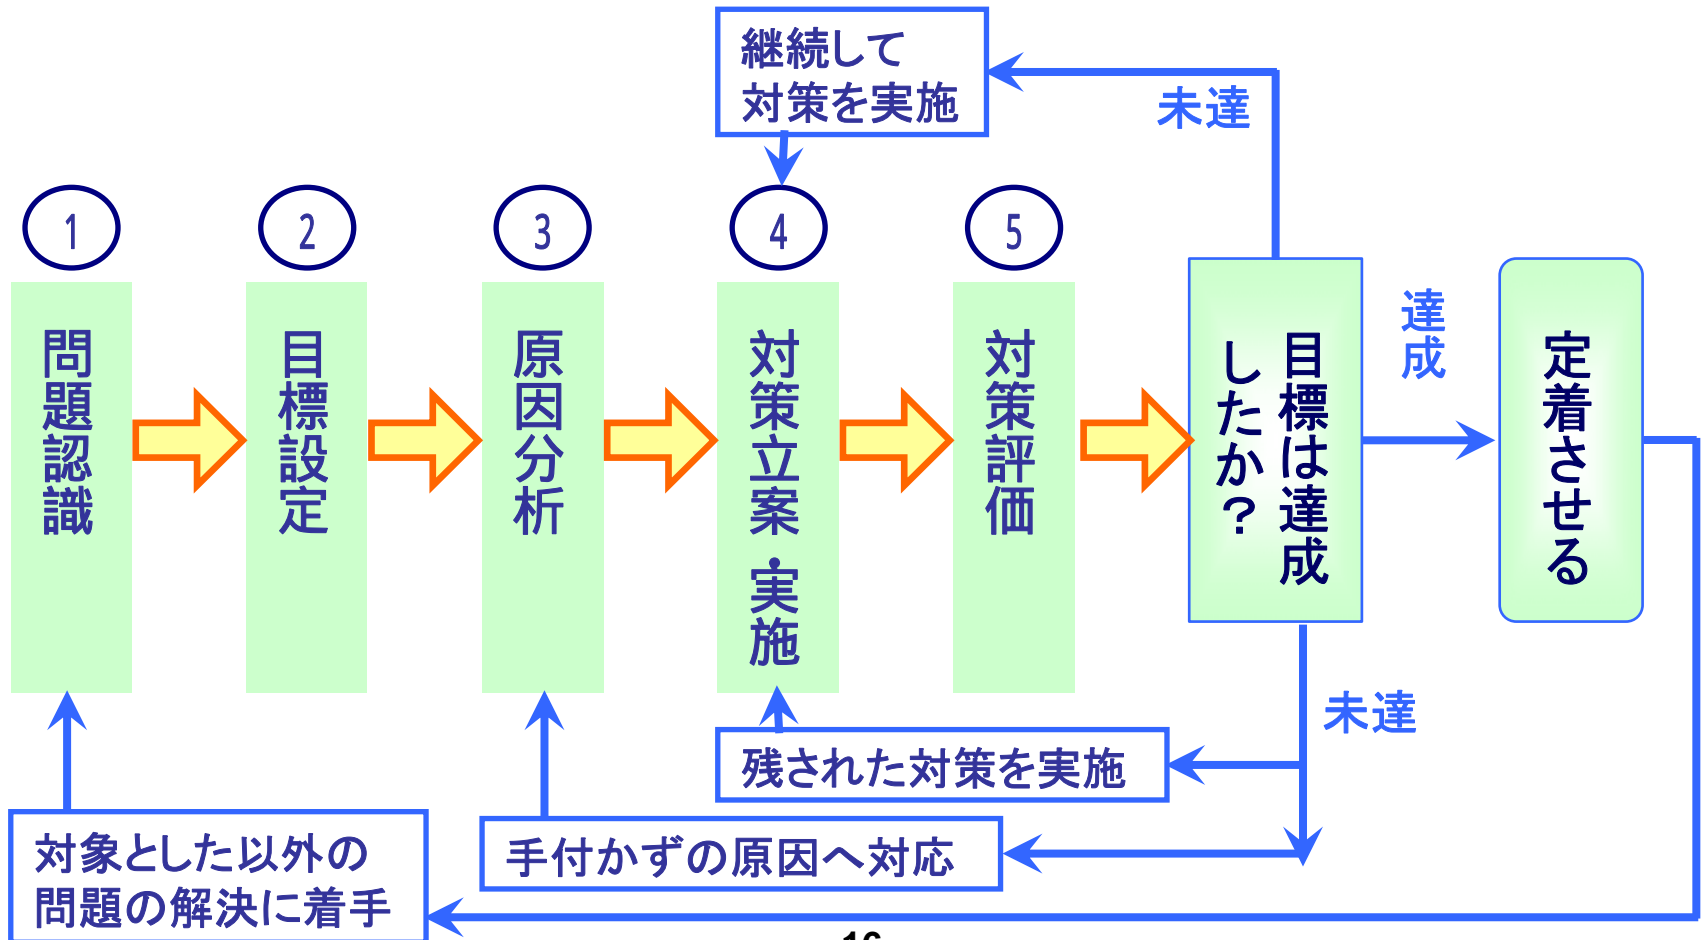 継続して
対策を実施
未達
1
2
3
4
5
問題認識
目標設定
原因分析
対策立案・実施
対策評価
目標は達成
したか？
達成
定着させる
未達
残された対策を実施
手付かずの原因へ対応
対象とした以外の
問題の解決に着手
16